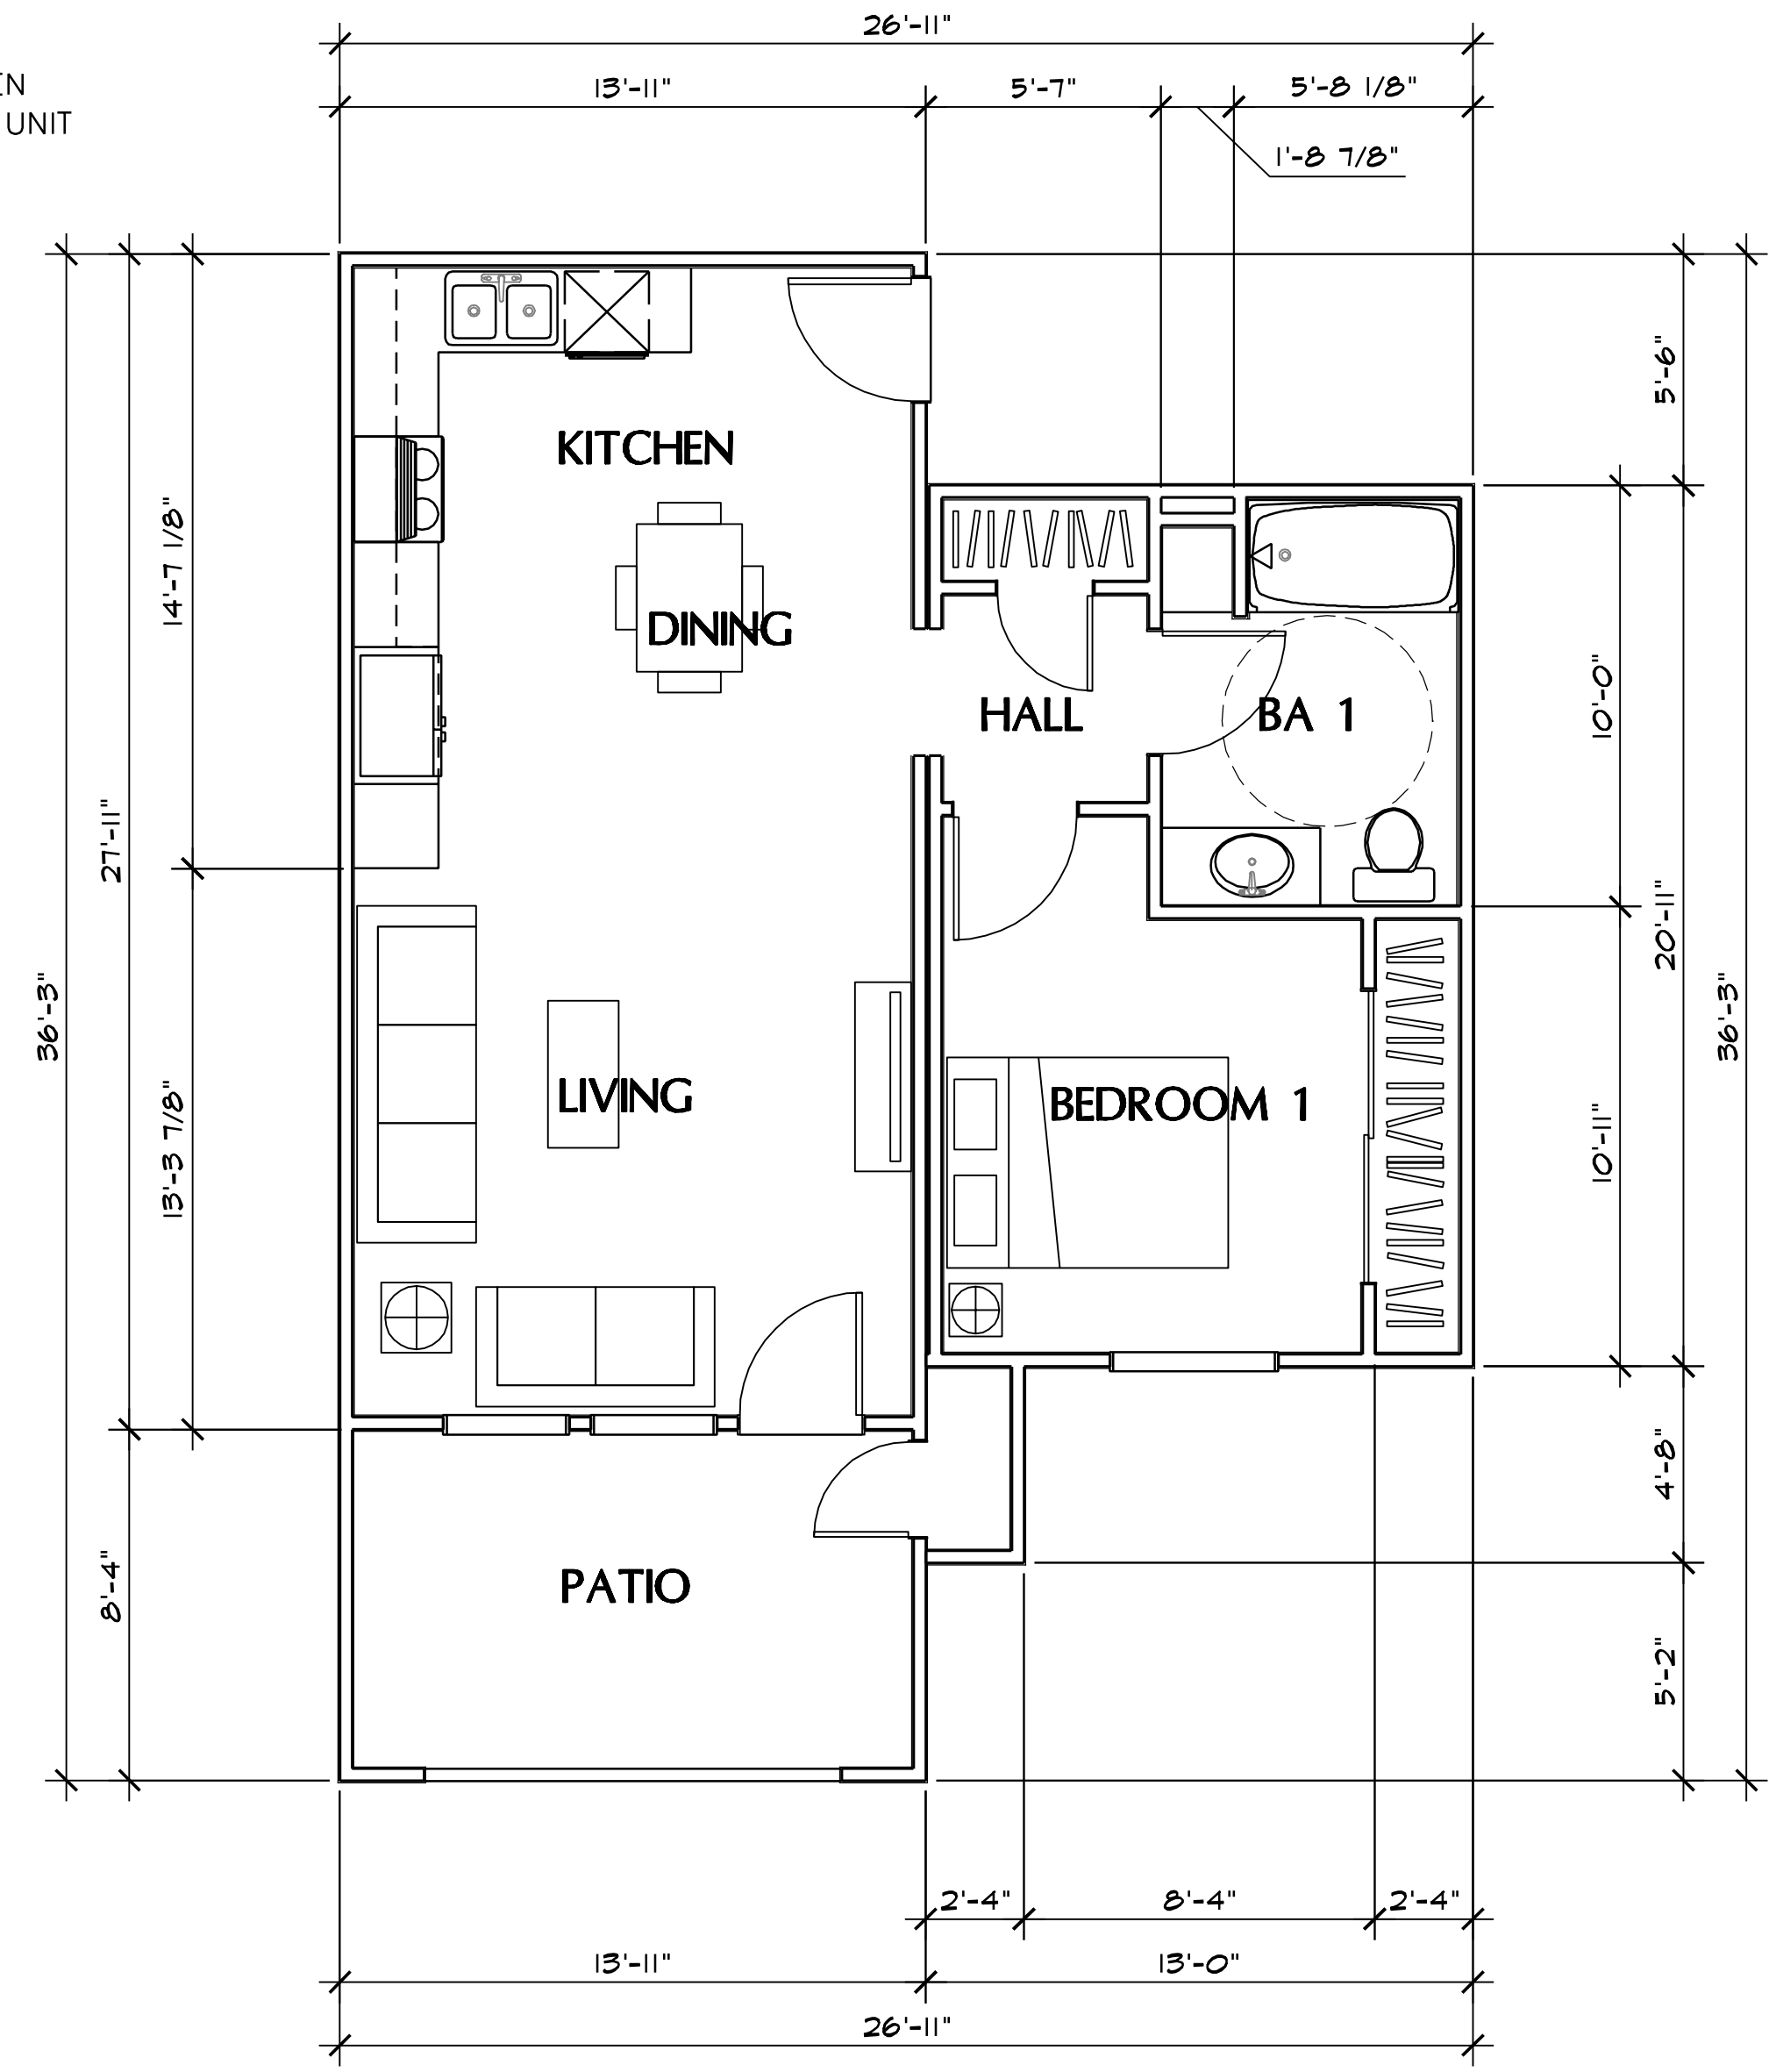 26'-11"
13'-11"
5'-7"
5'-8 1/8"
1'-8 7/8"
UNIT
5'-6"
KITCHEN
14'-7 1/8"
DINING
HALL
BA 1
10'-0"
27'-11"
20'-11"
36'-3"
36'-3"
LIVING
BEDROOM 1
13'-3 7/8"
10'-11"
4'-8"
8'-4"
PATIO
5'-2"
2'-4"
8'-4"
2'-4"
13'-11"
13'-0"
26'-11"